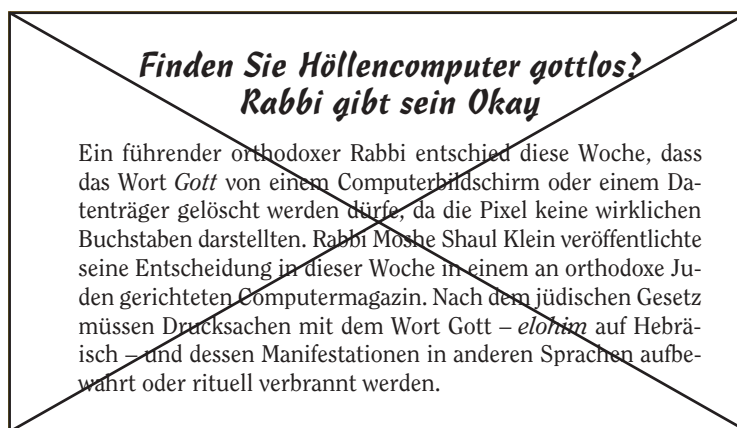 Finden Sie Höllencomputer gottlos?
Rabbi gibt sein Okay
Ein führender orthodoxer Rabbi entschied diese Woche, dass
das Wort Gott von einem Computerbildschirm oder einem Da-
tenträger gelöscht werden dürfe, da die Pixel keine wirklichen
Buchstaben darstellten. Rabbi Moshe Shaul Klein veröffentlichte
seine Entscheidung in dieser Woche in einem an orthodoxe Ju-
den gerichteten Computermagazin. Nach dem jüdischen Gesetz
müssen Drucksachen mit dem Wort Gott – elohim auf Hebrä-
isch – und dessen Manifestationen in anderen Sprachen aufbe-
wahrt oder rituell verbrannt werden.